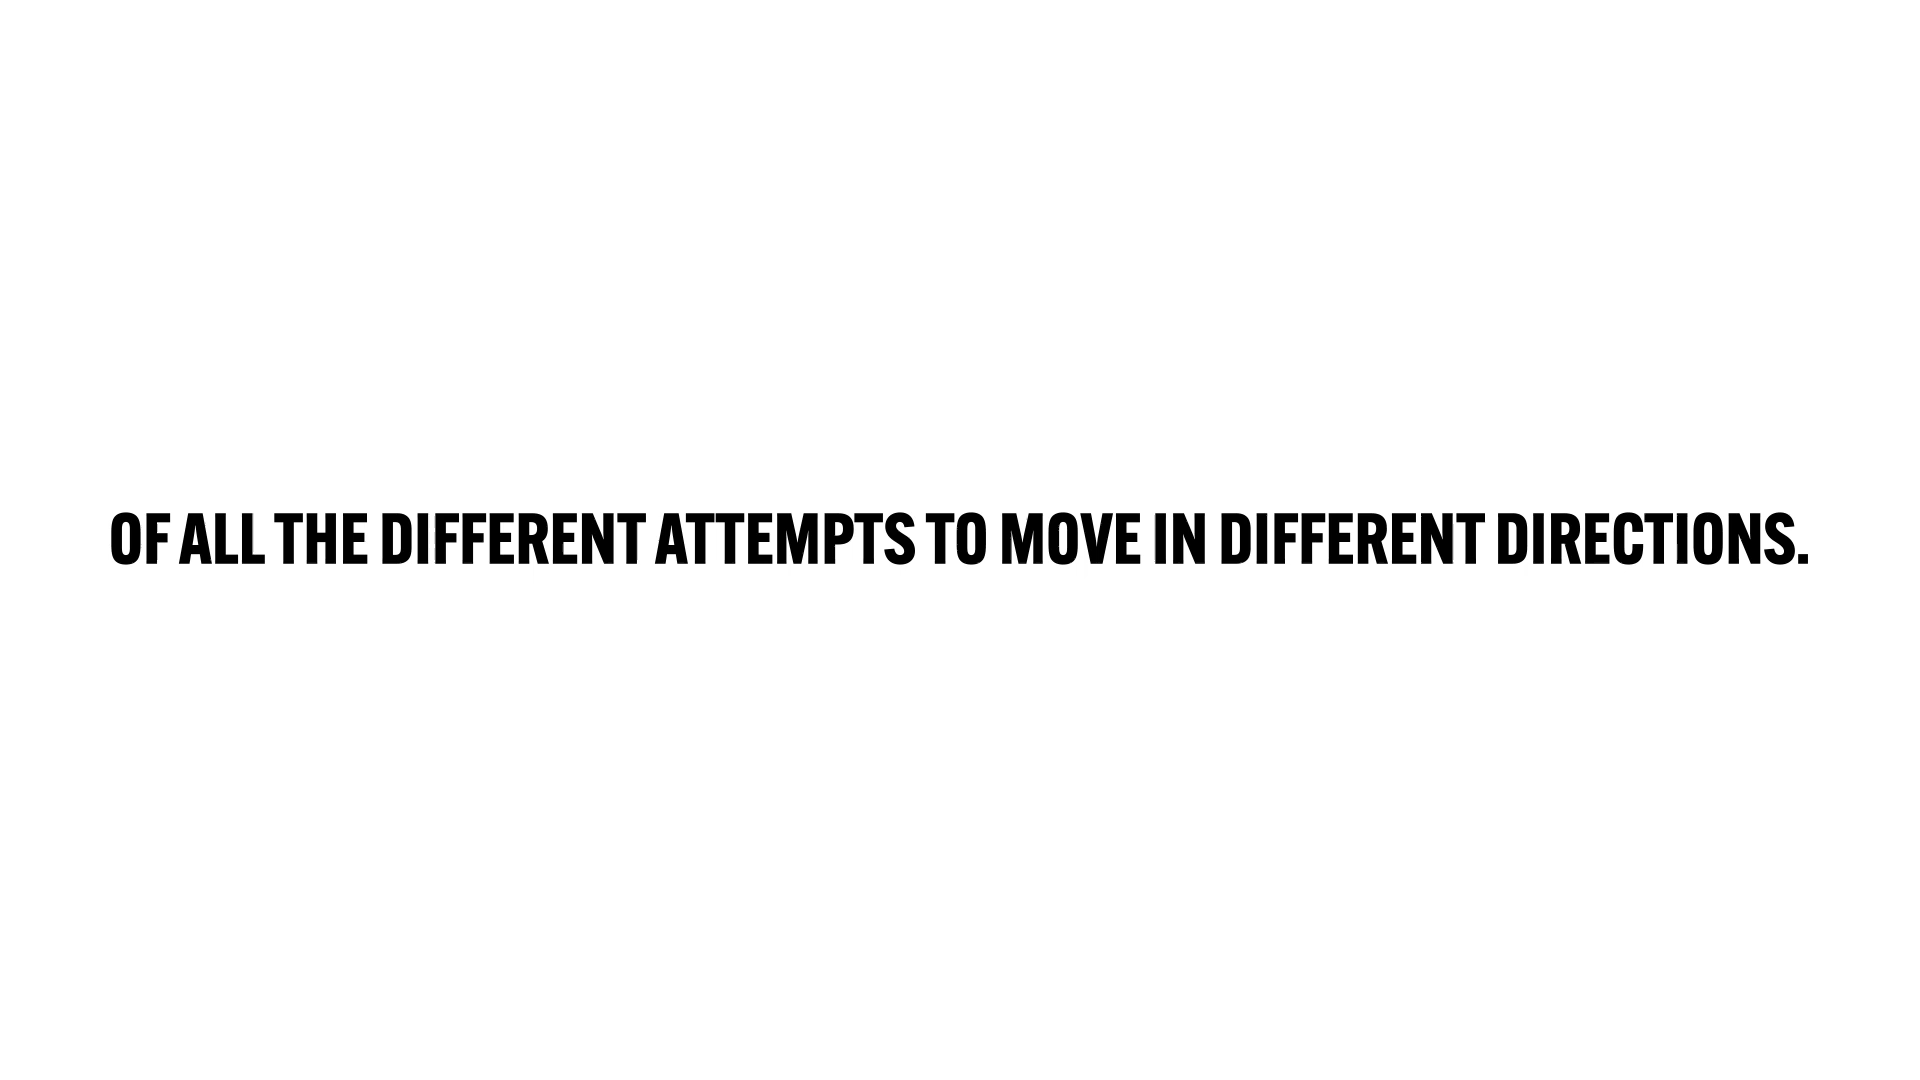 OF ALL THE DIFFERENT ATTEMPTS TO MOVE IN DIFFERENT DIRECTIONS.